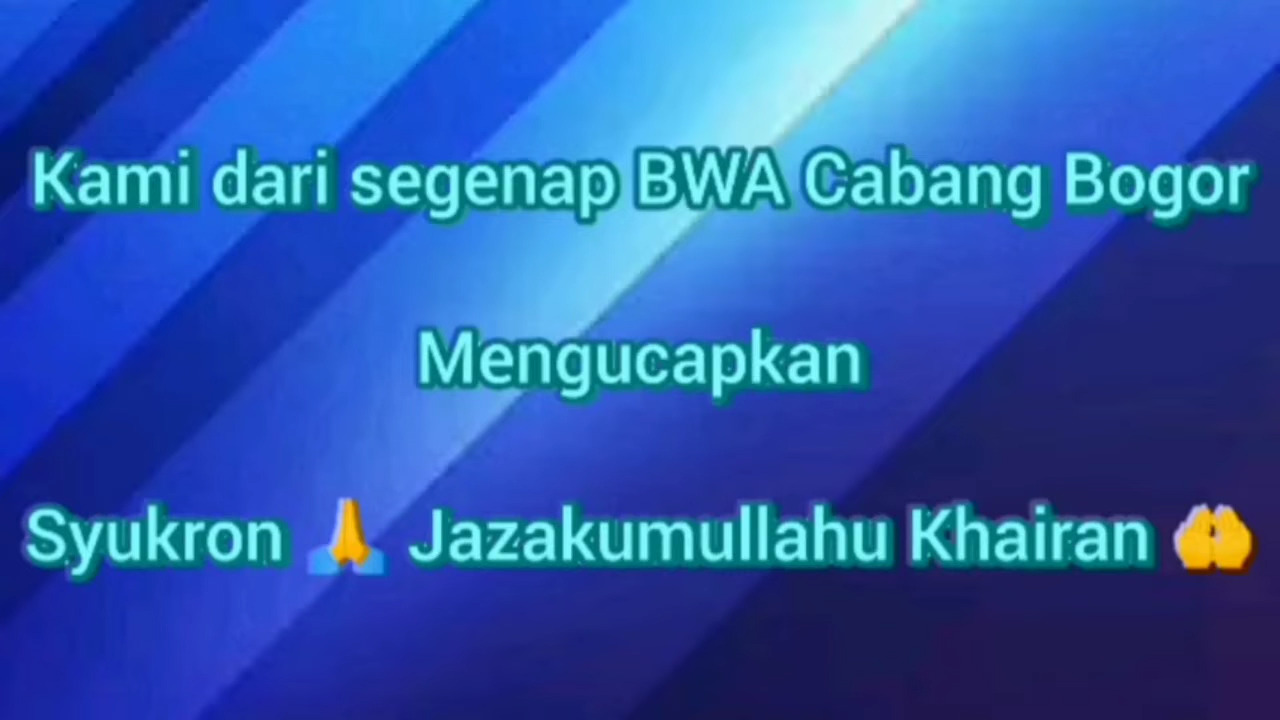 Kami dari segenap BWA Cabang Bogor
Mengucapkan
Syukron 🙏 Jazakumullahu Khairan 🤲